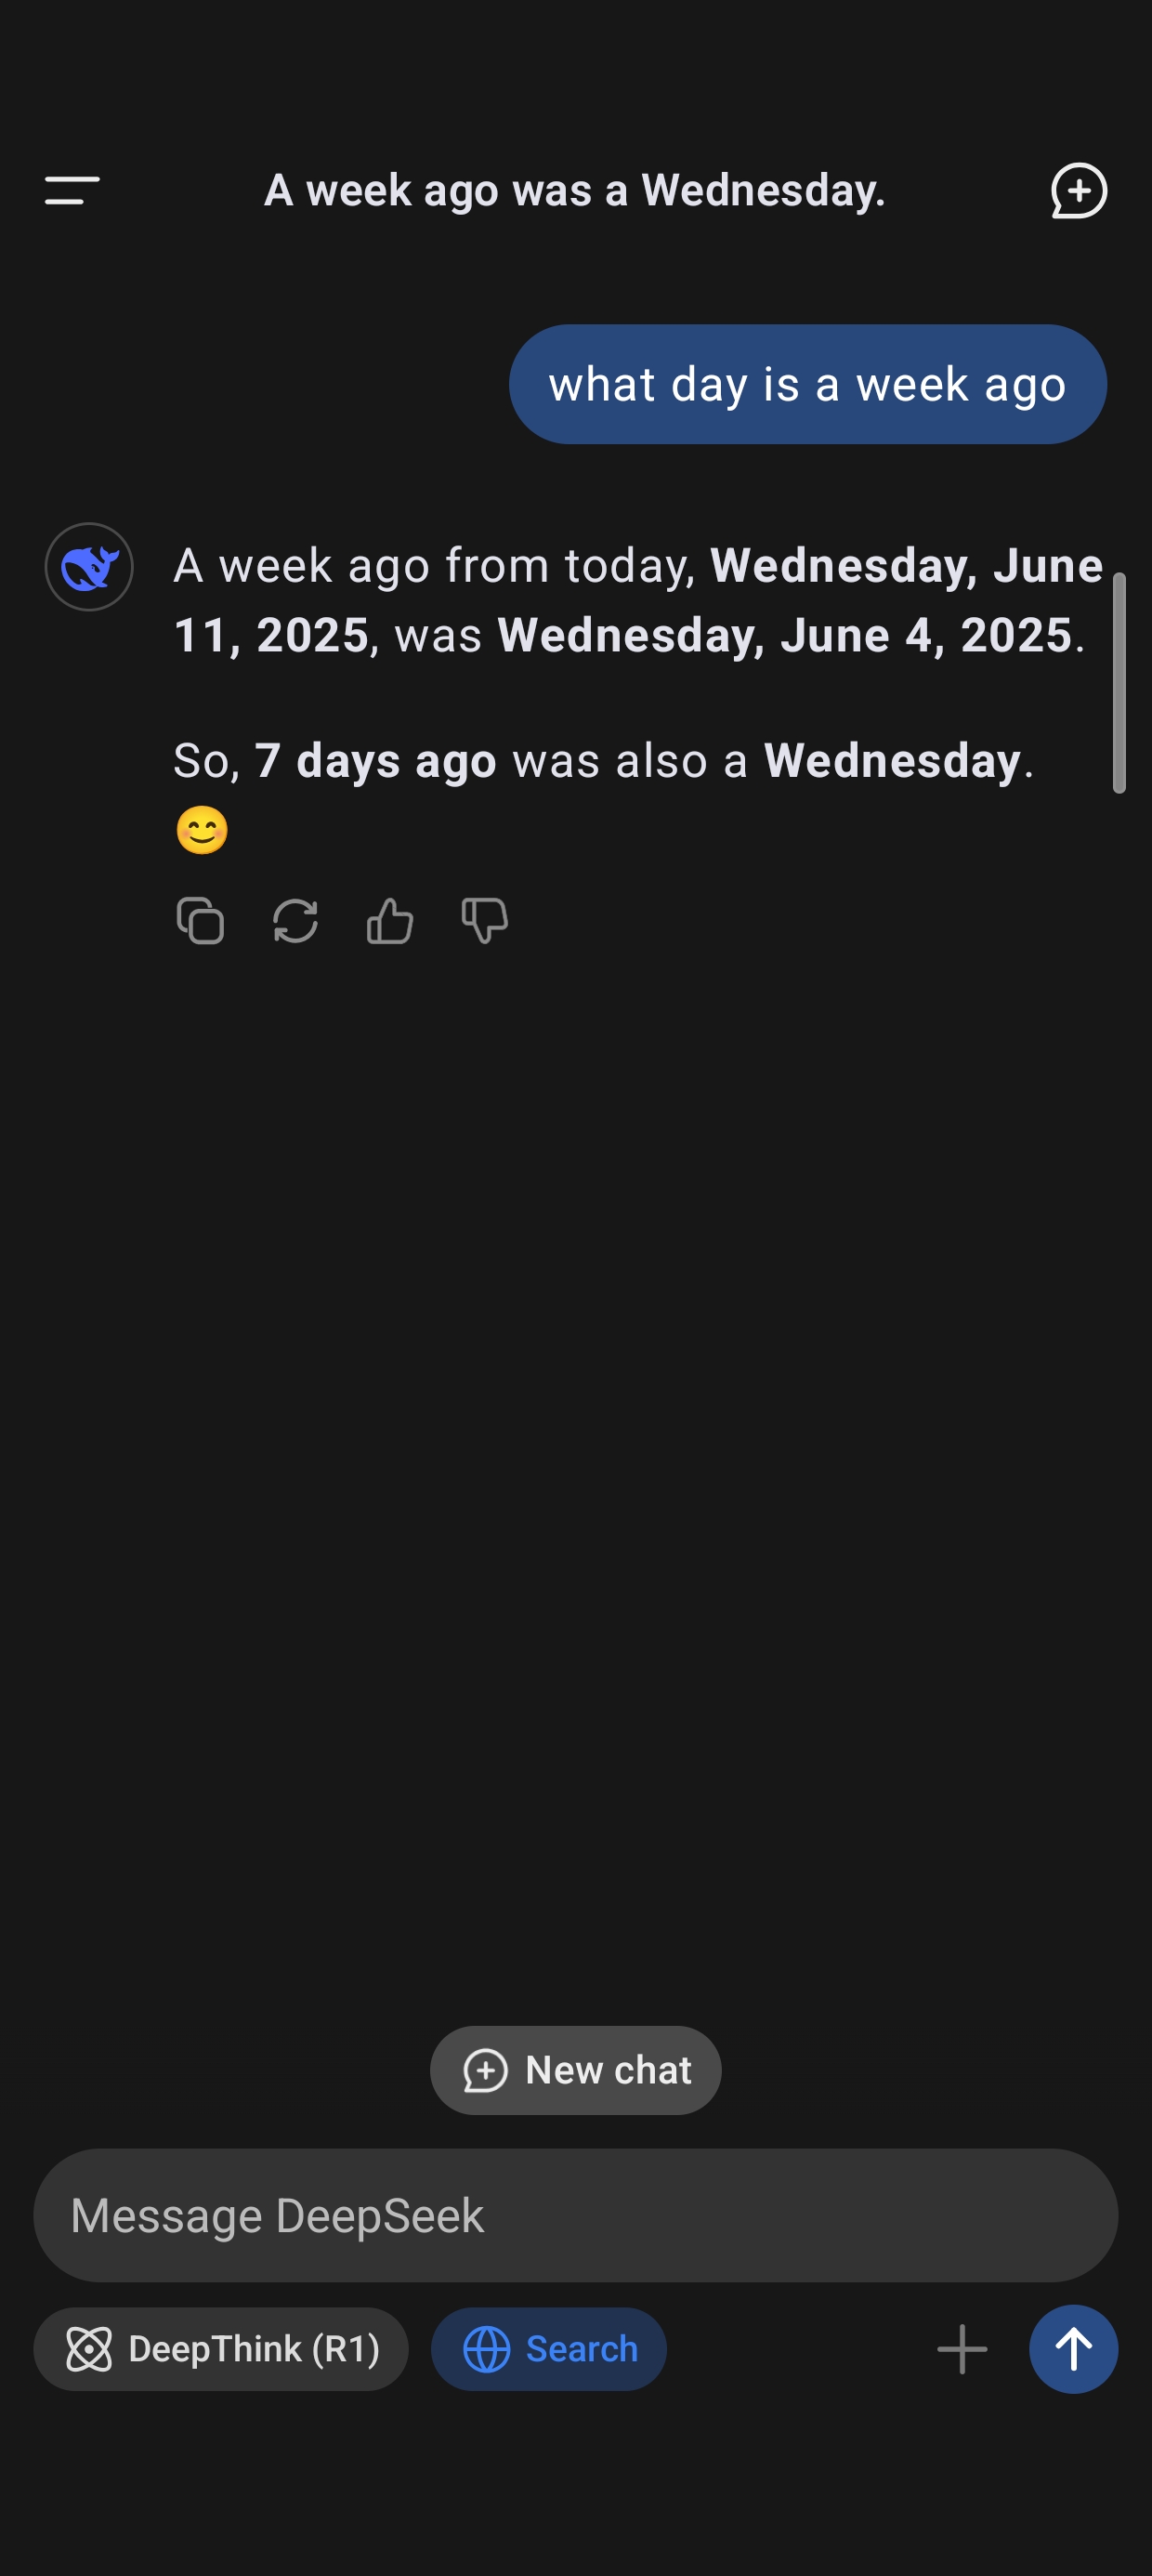 A week ago was a Wednesday.
what day is a week ago
A week ago from today, Wednesday, June
11, 2025, was Wednesday, June 4, 2025.
So, 7 days ago was also a Wednesday.
😊
New chat
Message DeepSeek
DeepThink (R1)
Search